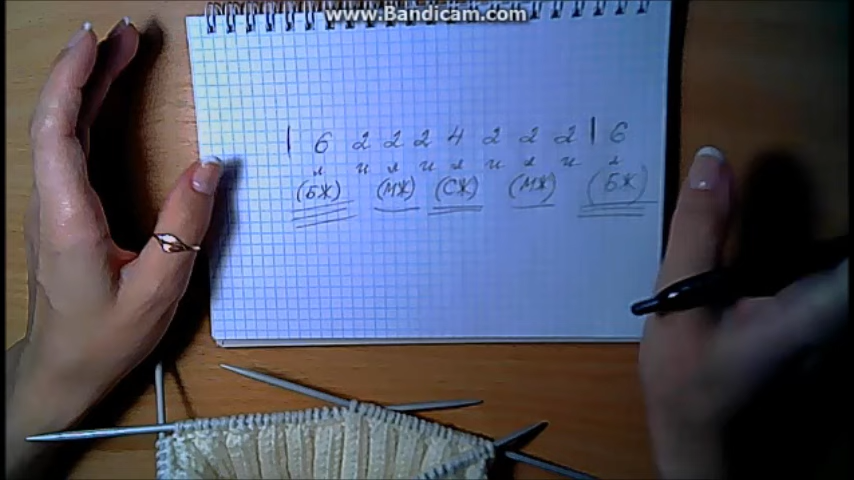 www.Bandicam.com
| 6 2 2 2 4 2 2 2 | 6
л и л и л и л и л
(БЖ) (МЖ) (СЖ) (МЖ) (БЖ)